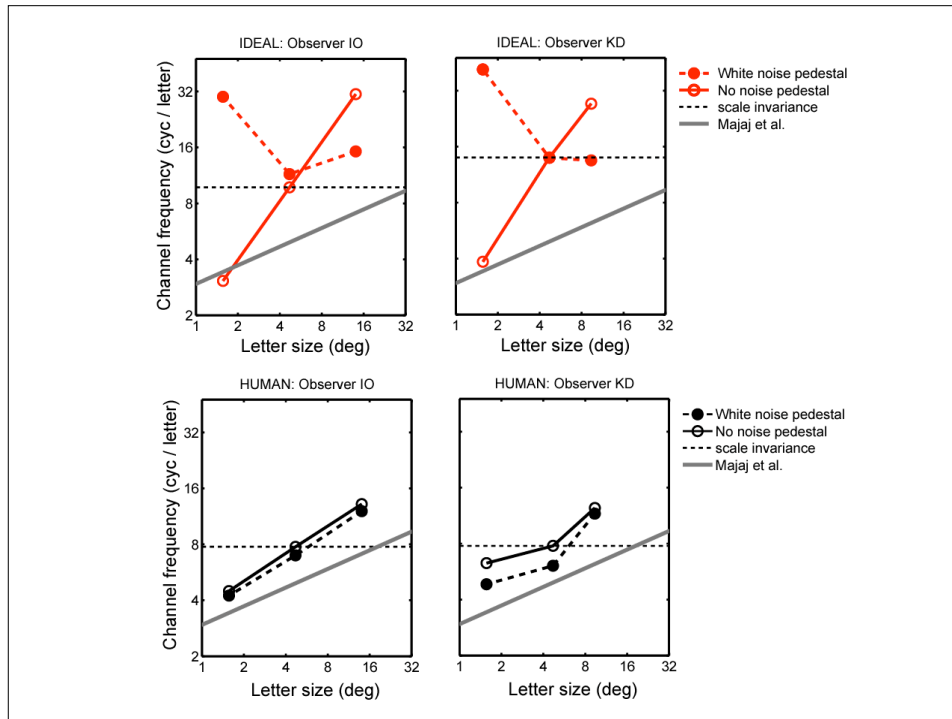 IDEAL: Observer IO
IDEAL: Observer KD
Channel frequency (cyc / letter)
32
16
8
4
2
1 2 4 8 16 32
Letter size (deg)
1 2 4 8 16 32
Letter size (deg)
White noise pedestal
No noise pedestal
scale invariance
Majaj et al.
HUMAN: Observer IO
HUMAN: Observer KD
Channel frequency (cyc / letter)
32
16
8
4
2
1 2 4 8 16 32
Letter size (deg)
1 2 4 8 16 32
Letter size (deg)
White noise pedestal
No noise pedestal
scale invariance
Majaj et al.